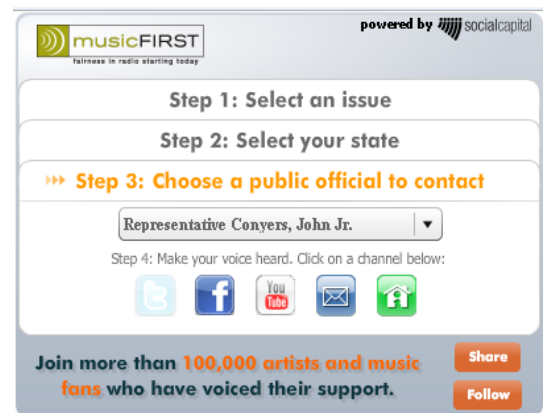 musicFIRST
fairness in radio starting today
powered by socialcapital
Step 1: Select an issue
Step 2: Select your state
Step 3: Choose a public official to contact
Representative Conyers, John Jr.
Step 4: Make your voice heard. Click on a channel below:
You
Tube
Join more than 100,000 artists and music
fans who have voiced their support.
Share
Follow